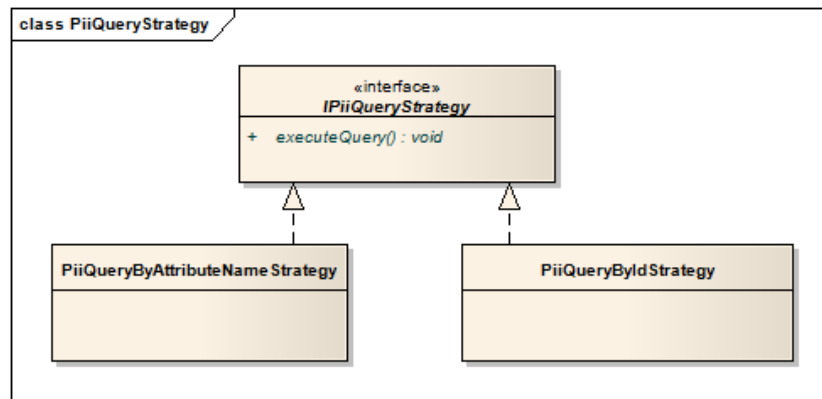 class PiiQueryStrategy
«interface»
IPiiQueryStrategy
+ executeQuery() : void
PiiQueryByAttributeNameStrategy
PiiQueryByIdStrategy